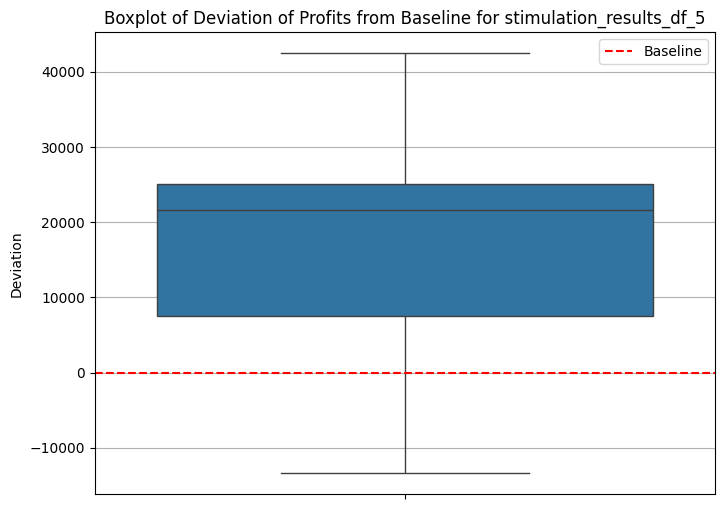 Boxplot of Deviation of Profits from Baseline for stimulation_results_df_5
Baseline
40000
30000
20000
10000
0
−10000
Deviation